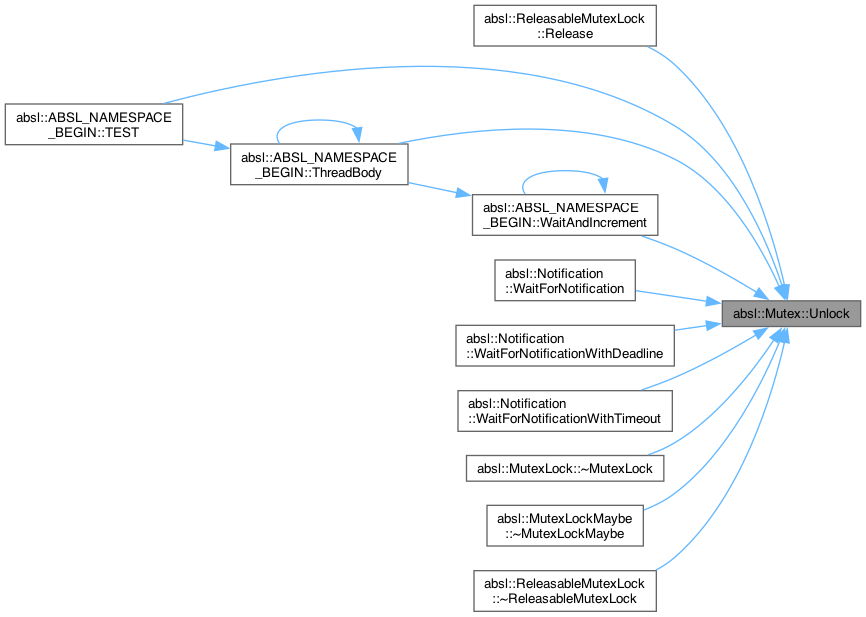 absl::ReleasableMutexLock
::Release
absl::ABSL_NAMESPACE
_BEGIN::TEST
absl::ABSL_NAMESPACE
_BEGIN::ThreadBody
absl::ABSL_NAMESPACE
_BEGIN::WaitAndIncrement
absl::Notification
::WaitForNotification
absl::Mutex::Unlock
absl::Notification
::WaitForNotificationWithDeadline
absl::Notification
::WaitForNotificationWithTimeout
absl::MutexLock::~MutexLock
absl::MutexLockMaybe
::~MutexLockMaybe
absl::ReleasableMutexLock
::~ReleasableMutexLock